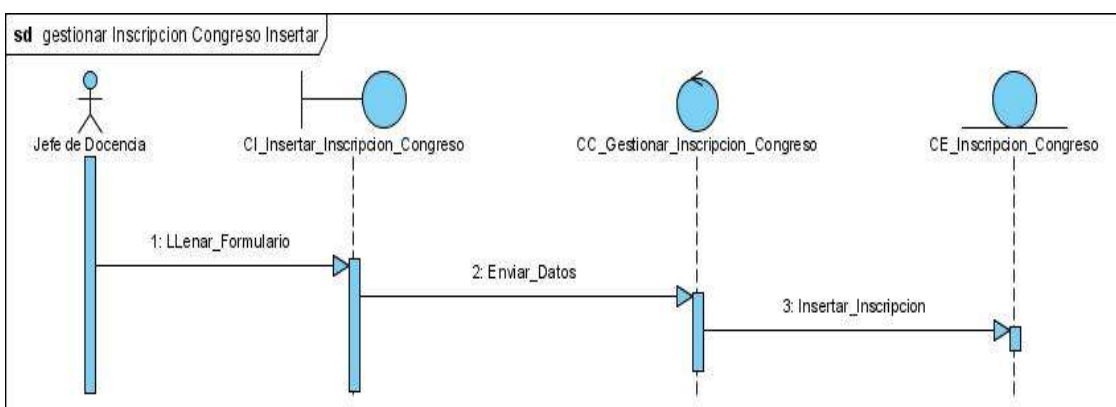 sd gestionar Inscripcion Congreso Insertar
Jefe de Docencia
CI_Insertar_Inscripcion_Congreso
CC_Gestionar_Inscripcion_Congreso
CE_Inscripcion_Congreso
1: LLenar_Formulario
2: Enviar_Datos
3: Insertar_Inscripcion